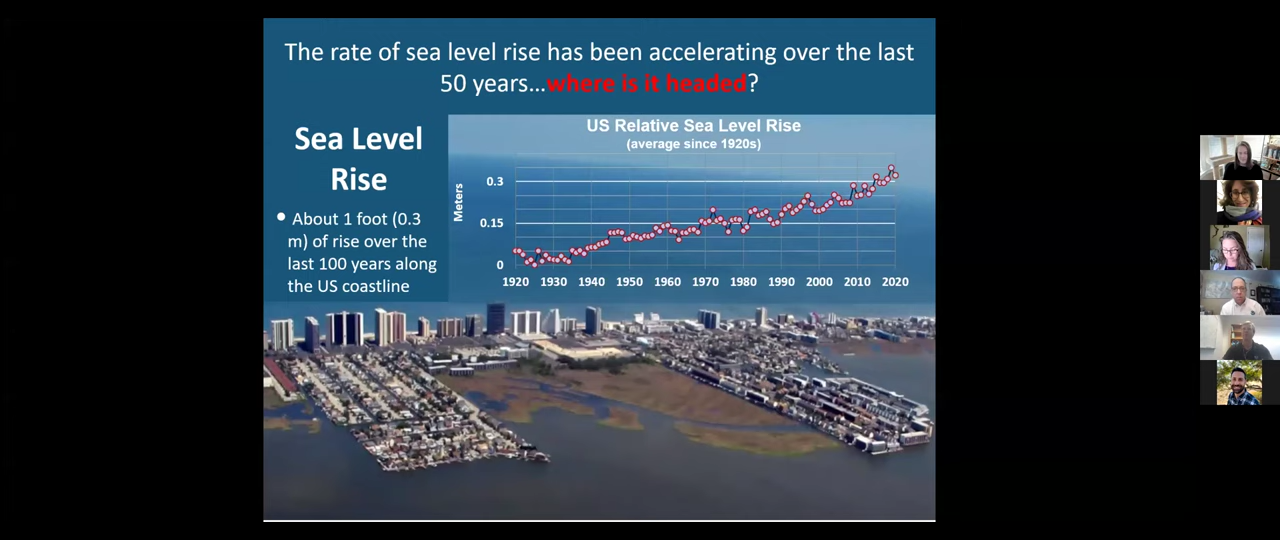 The rate of sea level rise has been accelerating over the last
50 years…where is it headed?
Sea Level
Rise
• About 1 foot (0.3
m) of rise over the
last 100 years along
the US coastline
US Relative Sea Level Rise
(average since 1920s)
Meters
0.3
0.15
0
1920 1930 1940 1950 1960 1970 1980 1990 2000 2010 2020